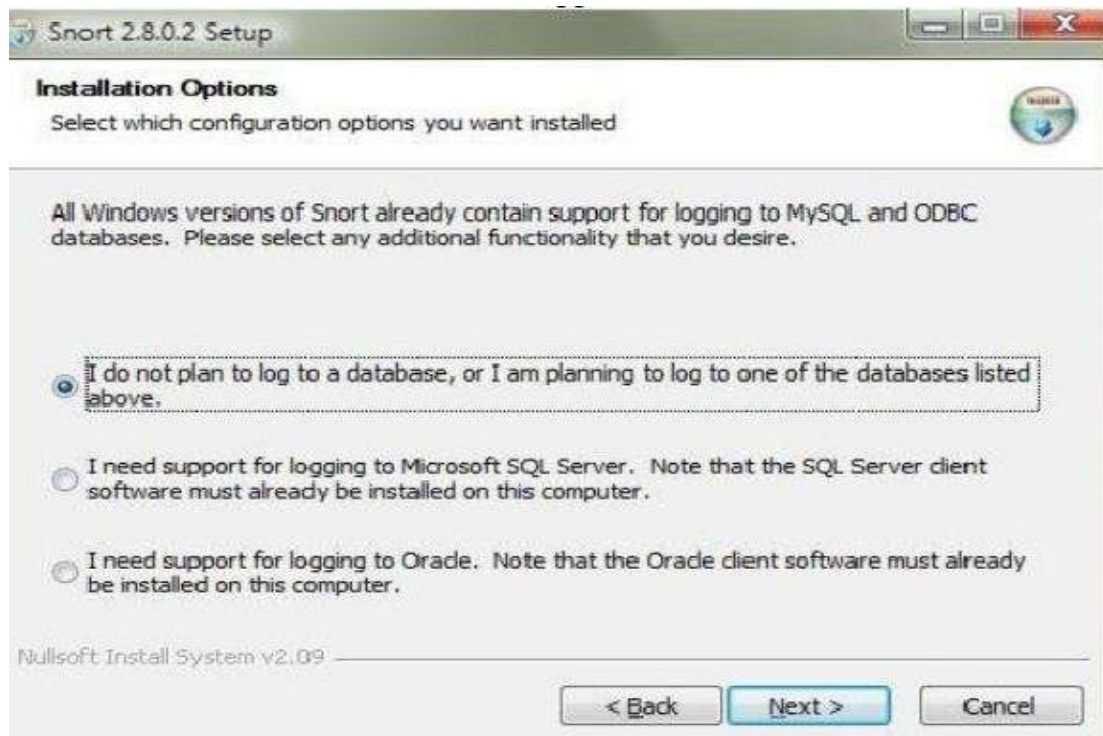 Snort 2.8.0.2 Setup
Installation Options
Select which configuration options you want installed
All Windows versions of Snort already contain support for logging to MySQL and ODBC
databases. Please select any additional functionality that you desire.
I do not plan to log to a database, or I am planning to log to one of the databases listed
above.
I need support for logging to Microsoft SQL Server. Note that the SQL Server client
software must already be installed on this computer.
I need support for logging to Oracle. Note that the Oracle client software must already
be installed on this computer.
Nullsoft Install System v2.09
< Back Next > Cancel